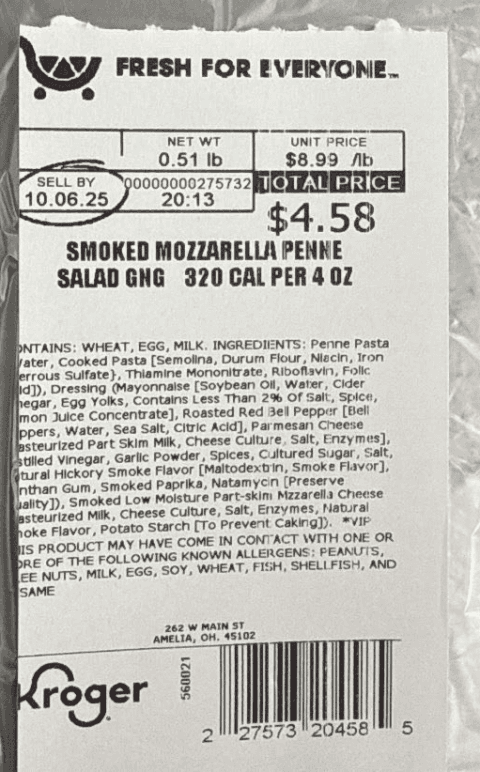 FRESH FOR EVERYONE™
NET WT
0.51 lb
UNIT PRICE
$8.99 /lb
SELL BY
10.06.25
00000000275732
20:13
TOTAL PRICE
$4.58
SMOKED MOZZARELLA PENNE
SALAD GNG 320 CAL PER 4 OZ
ONTAINS: WHEAT, EGG, MILK. INGREDIENTS: Penne Pasta
/ater, Cooked Pasta [Semolina, Durum Flour, Niacin, Iron
errous Sulfate}, Thiamine Mononitrate, Riboflavin, Folic
id]), Dressing (Mayonnaise [Soybean Oil, Water, Cider
negar, Egg Yolks, Contains Less Than 2% of Salt, Spice,
mon Juice Concentrate], Roasted Red Bell Pepper [Bell
ppers, Water, Sea Salt, Citric Acid], Parmesan Cheese
asteurized Part Skim Milk, Cheese Culture, Salt, Enzymes],
stilled Vinegar, Garlic Powder, Spices, Cultured Sugar, Salt,
tural Hickory Smoke Flavor [Maltodextrin, Smoke Flavor],
nthan Gum, Smoked Paprika, Natamycin [Preserve
uality]), Smoked Low Moisture Part-skim Mzzarella Cheese
asteurized Milk, Cheese Culture, Salt, Enzymes, Natural
noke Flavor, Potato Starch [To Prevent Caking]). *VIP
IS PRODUCT MAY HAVE COME IN CONTACT WITH ONE OR
ORE OF THE FOLLOWING KNOWN ALLERGENS: PEANUTS,
EE NUTS, MILK, EGG, SOY, WHEAT, FISH, SHELLFISH, AND
SAME
262 W MAIN ST
AMELIA, OH. 45102
Kroger
560021
2 27573 20458 5